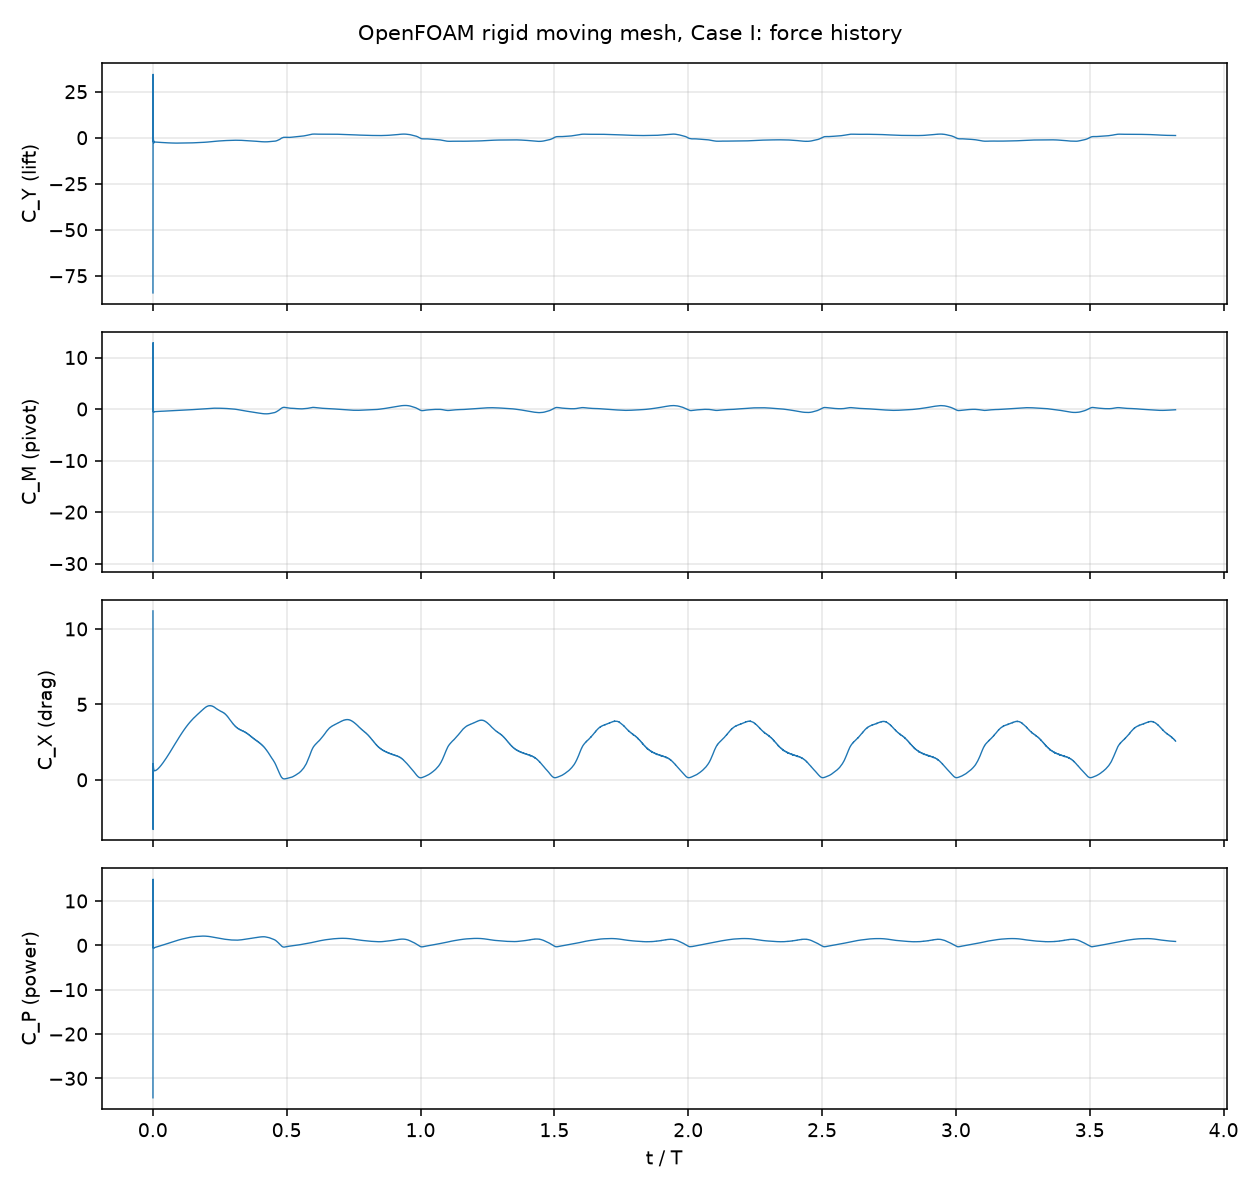 OpenFOAM rigid moving mesh, Case I: force history
25
0
−25
−50
−75
C_Y (lift)
10
0
−10
−20
−30
C_M (pivot)
10
5
0
C_X (drag)
10
0
−10
−20
−30
C_P (power)
0.0 0.5 1.0 1.5 2.0 2.5 3.0 3.5 4.0
t / T